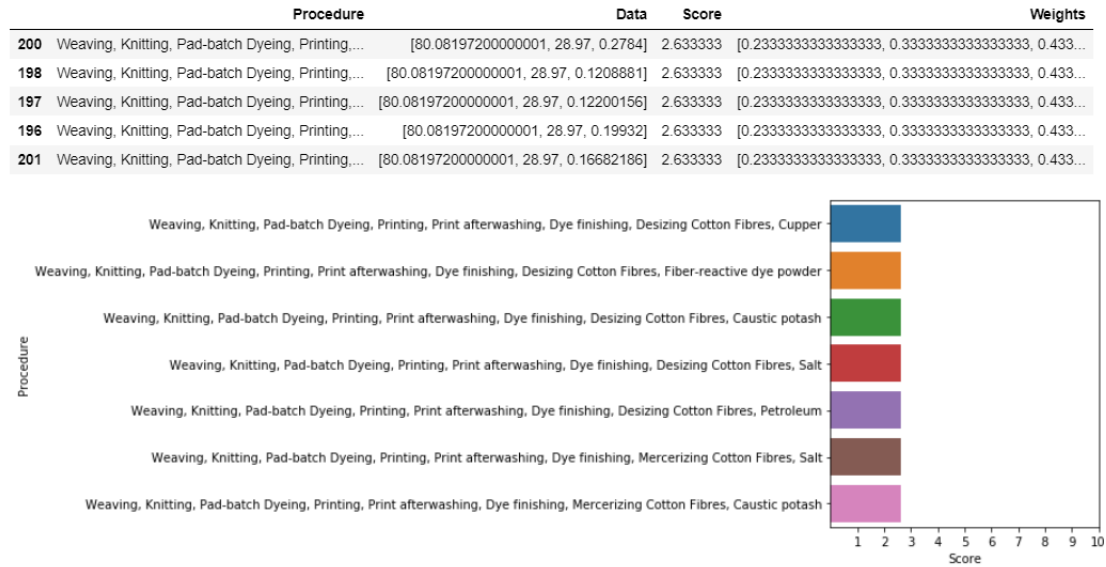 Procedure Data Score Weights
200 Weaving, Knitting, Pad-batch Dyeing, Printing,... [80.08197200000001, 28.97, 0.2784] 2.633333 [0.2333333333333333, 0.3333333333333333, 0.433...
198 Weaving, Knitting, Pad-batch Dyeing, Printing,... [80.08197200000001, 28.97, 0.1208881] 2.633333 [0.2333333333333333, 0.3333333333333333, 0.433...
197 Weaving, Knitting, Pad-batch Dyeing, Printing,... [80.08197200000001, 28.97, 0.12200156] 2.633333 [0.2333333333333333, 0.3333333333333333, 0.433...
196 Weaving, Knitting, Pad-batch Dyeing, Printing,... [80.08197200000001, 28.97, 0.19932] 2.633333 [0.2333333333333333, 0.3333333333333333, 0.433...
201 Weaving, Knitting, Pad-batch Dyeing, Printing,... [80.08197200000001, 28.97, 0.16682186] 2.633333 [0.2333333333333333, 0.3333333333333333, 0.433...
Weaving, Knitting, Pad-batch Dyeing, Printing, Print afterwashing, Dye finishing, Desizing Cotton Fibres, Cupper
Weaving, Knitting, Pad-batch Dyeing, Printing, Print afterwashing, Dye finishing, Desizing Cotton Fibres, Fiber-reactive dye powder
Weaving, Knitting, Pad-batch Dyeing, Printing, Print afterwashing, Dye finishing, Desizing Cotton Fibres, Caustic potash
Weaving, Knitting, Pad-batch Dyeing, Printing, Print afterwashing, Dye finishing, Desizing Cotton Fibres, Salt
Weaving, Knitting, Pad-batch Dyeing, Printing, Print afterwashing, Dye finishing, Desizing Cotton Fibres, Petroleum
Weaving, Knitting, Pad-batch Dyeing, Printing, Print afterwashing, Dye finishing, Mercerizing Cotton Fibres, Salt
Weaving, Knitting, Pad-batch Dyeing, Printing, Print afterwashing, Dye finishing, Mercerizing Cotton Fibres, Caustic potash
Procedure
1 2 3 4 5 6 7 8 9 10
Score